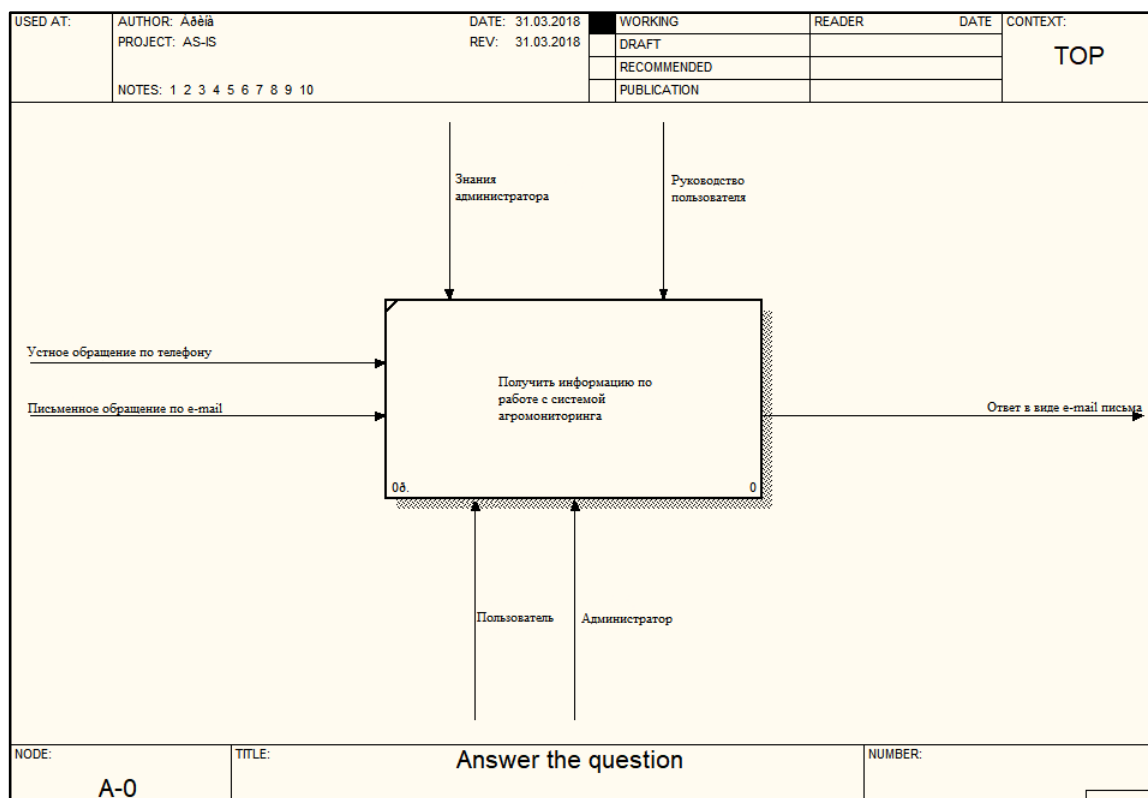 USED AT:
AUTHOR: Àðèíà
DATE: 31.03.2018
WORKING
READER
DATE
CONTEXT:
PROJECT: AS-IS
REV: 31.03.2018
DRAFT
TOP
RECOMMENDED
NOTES: 1 2 3 4 5 6 7 8 9 10
PUBLICATION
Знания
администратора
Руководство
пользователя
Устное обращение по телефону
Письменное обращение по e-mail
Получить информацию по
работе с системой
агромониторинга
Ответ в виде e-mail письма
0ð.
0
Пользователь
Администратор
NODE:
TITLE:
Answer the question
NUMBER:
A-0